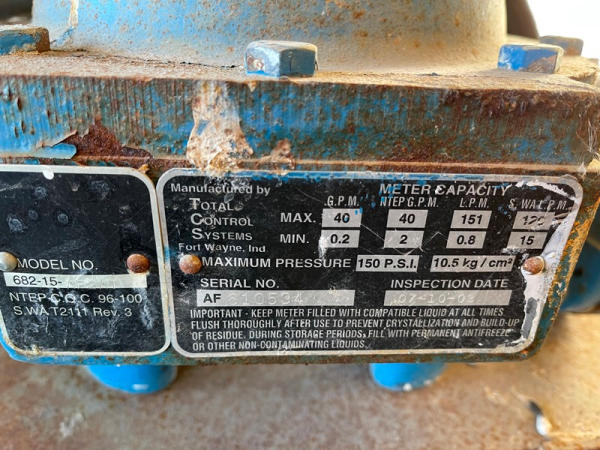 MODEL NO.
682-15-
NTEP C.O.C. 96-100
S.WA.T2111 Rev. 3
Manufactured by
TOTAL
CONTROL
SYSTEMS
Fort Wayne, Ind
METER CAPACITY
G.P.M. NTEP G.P.M. L.P.M. S. WA L.P.M.
MAX. 40 40 151
MIN. 0.2 2 0.8 15
MAXIMUM PRESSURE 150 P.S.I. 10.5 kg / cm²
SERIAL NO. INSPECTION DATE
AF 610534
IMPORTANT - KEEP METER FILLED WITH COMPATIBLE LIQUID AT ALL TIMES
FLUSH THOROUGHLY AFTER USE TO PREVENT CRYSTALLIZATION AND BUILD-UP
OF RESIDUE. DURING STORAGE PERIODS, FILL WITH PERMANENT ANTIFREEZE
OR OTHER NON-CONTAMINATING LIQUIDS.